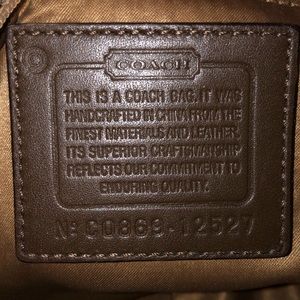 COACH
THIS IS A COACH BAG. IT WAS
HANDCRAFTED IN CHINA FROM THE
FINEST MATERIALS AND LEATHER.
ITS SUPERIOR CRAFTSMANSHIP
REFLECTS OUR COMMITMENT TO
ENDURING QUALITY.
Nº C0869-12527